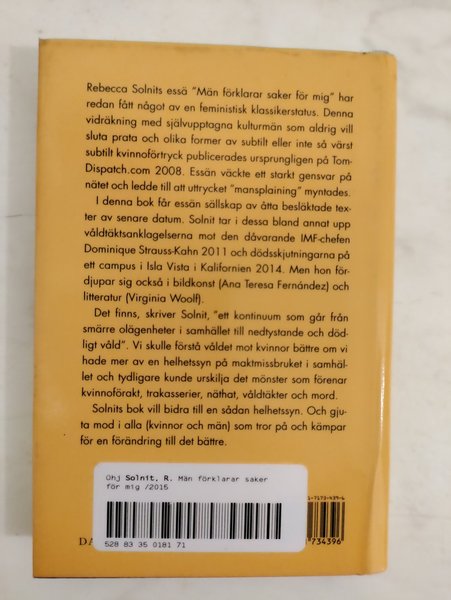 Rebecca Solnits essä "Män förklarar saker för mig" har
redan fått något av en feministisk klassikerstatus. Denna
vidräkning med självupptagna kulturmän som aldrig vill
sluta prata och olika former av subtilt eller inte så värst
subtilt kvinnoförtryck publicerades ursprungligen på Tom-
Dispatch.com 2008. Essän väckte ett starkt gensvar på
nätet och ledde till att uttrycket "mansplaining" myntades.
I denna bok får essän sällskap av åtta besläktade tex-
ter av senare datum. Solnit tar i dessa bland annat upp
våldtäktsanklagelserna mot den dåvarande IMF-chefen
Dominique Strauss-Kahn 2011 och dödsskjutningarna på
ett campus i Isla Vista i Kalifornien 2014. Men hon för-
djupar sig också i bildkonst (Ana Teresa Fernández) och
litteratur (Virginia Woolf).
Det finns, skriver Solnit, "ett kontinuum som går från
smärre olägenheter i samhället till nedtystande och död-
ligt våld". Vi skulle förstå våldet mot kvinnor bättre om vi
hade mer av en helhetssyn på maktmissbruket i samhäl-
let och tydligare kunde urskilja det mönster som förenar
kvinnoförakt, trakasserier, näthat, våldtäkter och mord.
Solnits bok vill bidra till en sådan helhetssyn. Och gju-
ta mod i alla (kvinnor och män) som tror på och kämpar
för en förändring till det bättre.
Ohj Solnit, R. Män förklarar saker
för mig /2015
528 83 35 0181 71
DA
1-7173-439-6
734396